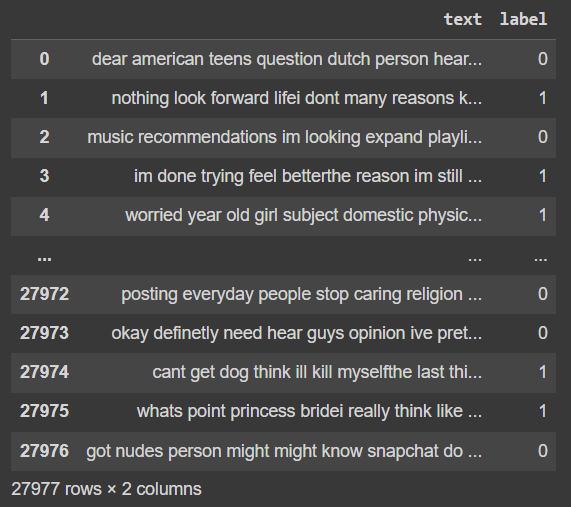 text label
0 dear american teens question dutch person hear... 0
1 nothing look forward lifei dont many reasons k... 1
2 music recommendations im looking expand playli... 0
3 im done trying feel betterthe reason im still ... 1
4 worried year old girl subject domestic physic... 1
... ... ...
27972 posting everyday people stop caring religion ... 0
27973 okay definetly need hear guys opinion ive pret... 0
27974 cant get dog think ill kill myselfthe last thi... 1
27975 whats point princess bridei really think like ... 1
27976 got nudes person might might know snapchat do ... 0
27977 rows × 2 columns